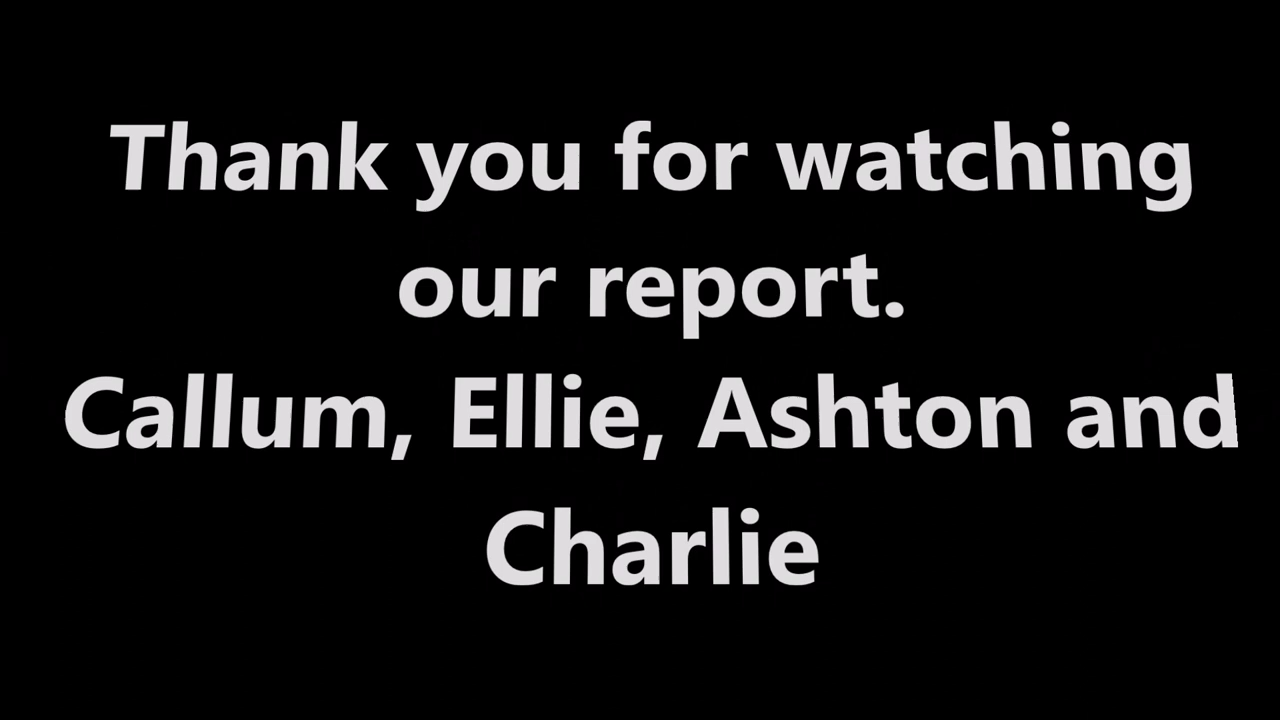 Thank you for watching
our report.
Callum, Ellie, Ashton and
Charlie